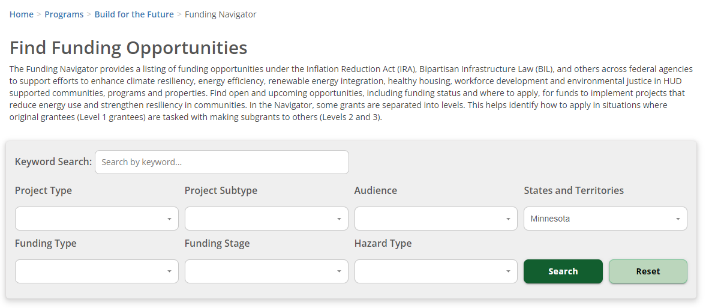 Home > Programs > Build for the Future > Funding Navigator
Find Funding Opportunities
The Funding Navigator provides a listing of funding opportunities under the Inflation Reduction Act (IRA), Bipartisan Infrastructure Law (BIL), and others across federal agencies
to support efforts to enhance climate resiliency, energy efficiency, renewable energy integration, healthy housing, workforce development and environmental justice in HUD
supported communities, programs and properties. Find open and upcoming opportunities, including funding status and where to apply, for funds to implement projects that
reduce energy use and strengthen resiliency in communities. In the Navigator, some grants are separated into levels. This helps identify how to apply in situations where
original grantees (Level 1 grantees) are tasked with making subgrants to others (Levels 2 and 3).
Keyword Search: Search by keyword...
Project Type Project Subtype Audience States and Territories
Minnesota
Funding Type Funding Stage Hazard Type
Search Reset